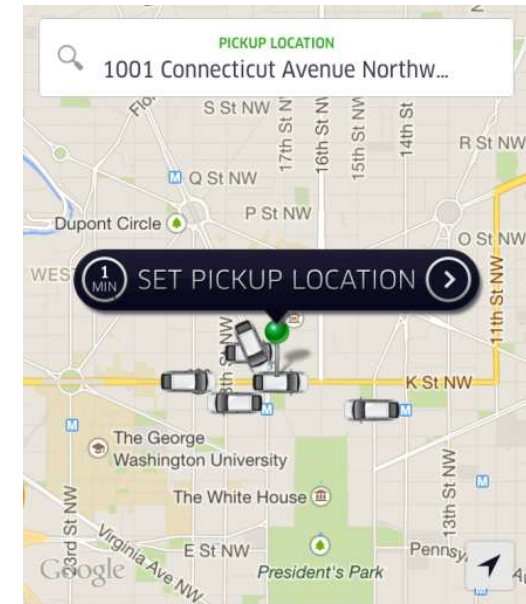 PICKUP LOCATION
1001 Connecticut Avenue Northw...
S St NW
17th St N
16th St NW
15th St NW
14th St
R St NW
M
Q St NW
P St NW
Dupont Circle
O St NW
WES
1
MIN
SET PICKUP LOCATION
11th St NW
K St NW
M
M
M
The George
Washington University
M
The White House
13th St NW
23rd St NW
Virginia Ave NW
E St NW
Pennsy
Google
President's Park